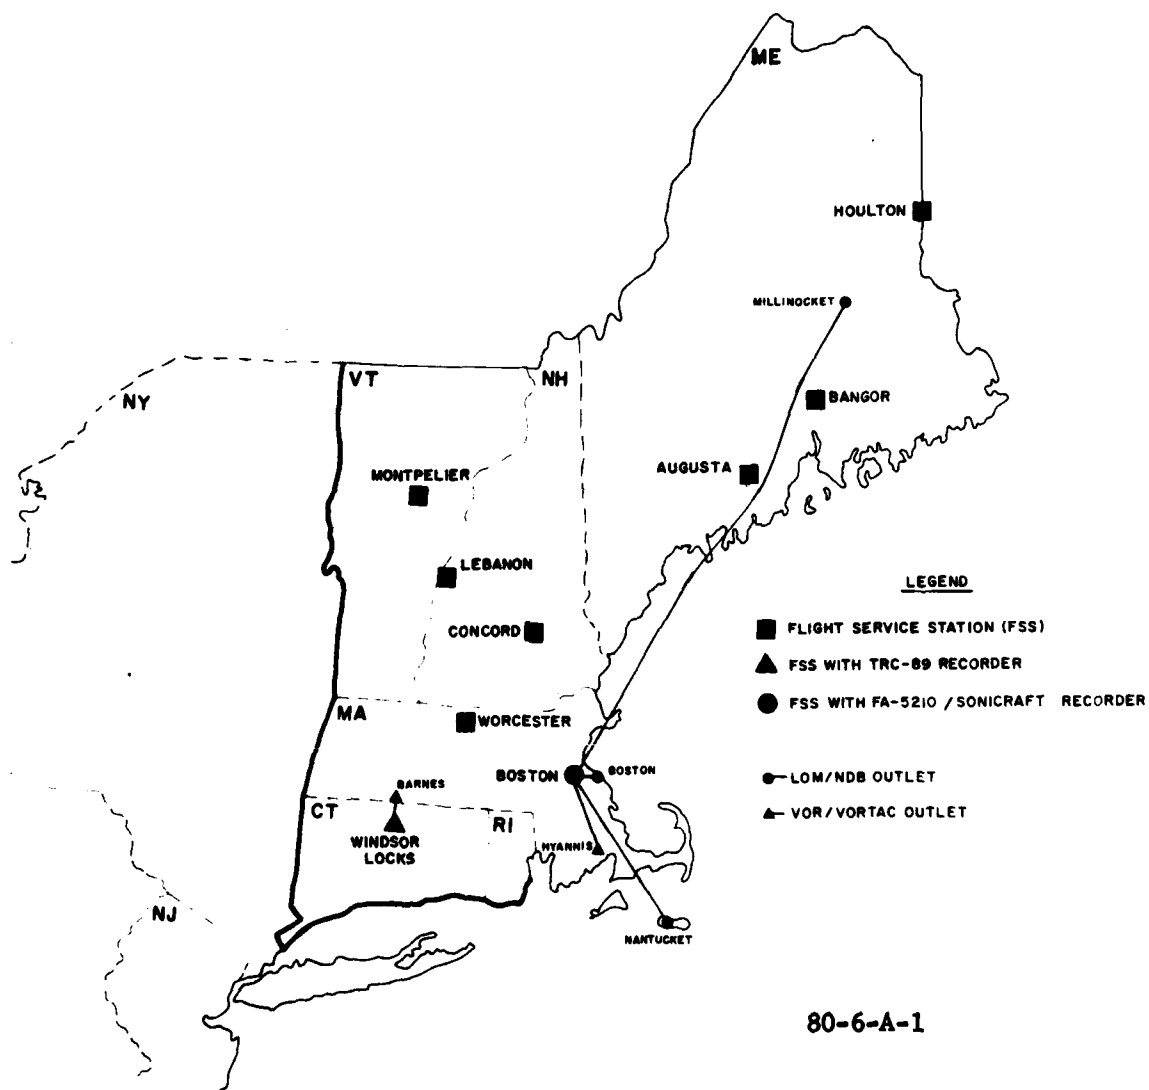 ME
HOULTON
MILLINOCKET
VT
NH
NY
BANGOR
AUGUSTA
MONTPELIER
LEBANON
CONCORD
LEGEND
FLIGHT SERVICE STATION (FSS)
FSS WITH TRC-89 RECORDER
FSS WITH FA-5210 / SONICRAFT RECORDER
LOM/NDB OUTLET
VOR/VORTAC OUTLET
MA
WORCESTER
BOSTON
BOSTON
BARNES
CT
RI
WINDSOR
LOCKS
HYANNIS
NJ
NANTUCKET
80-6-A-1